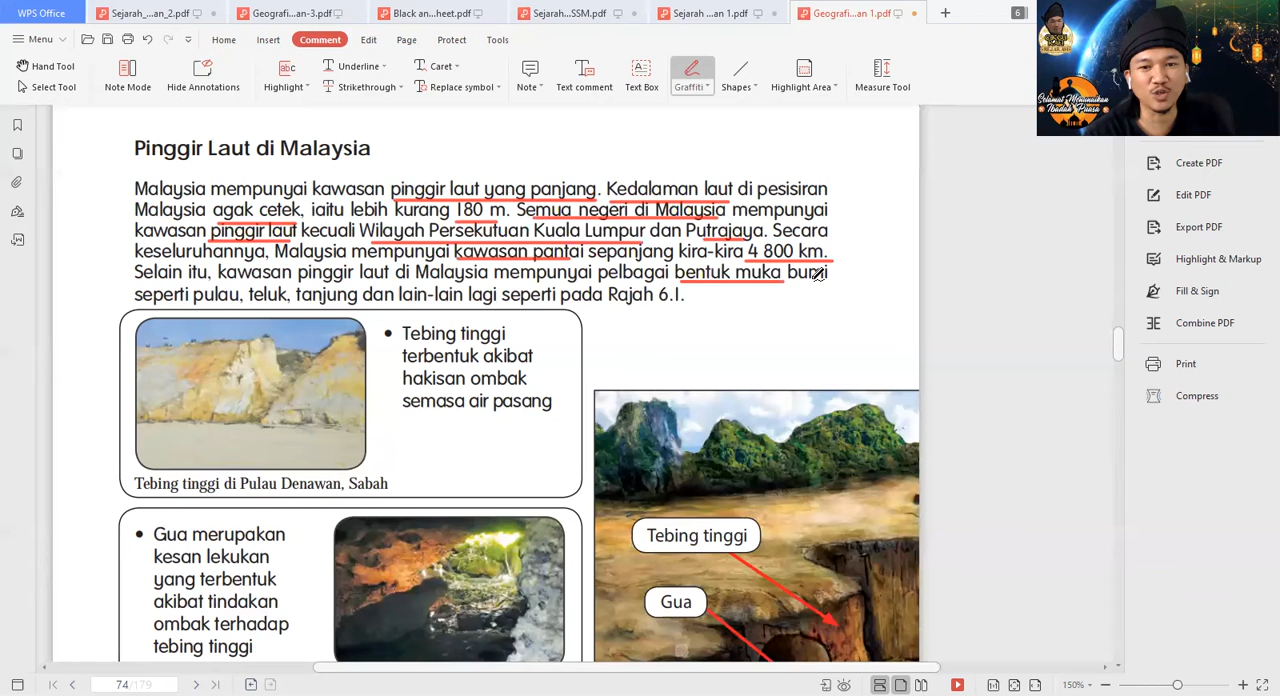 WPS Office
Sejarah_...an_2.pdf
Geografi...an-3.pdf
Black an...heet.pdf
Sejarah...SSM.pdf
Sejarah ...an 1.pdf
Geografi...an 1.pdf
6
Menu
Home
Insert
Comment
Edit
Page
Protect
Tools
Hand Tool
Select Tool
Note Mode
Hide Annotations
Highlight
Underline
Strikethrough
Caret
Replace symbol
Note
Text comment
Text Box
Graffiti
Shapes
Highlight Area
Measure Tool
Selamat Menunaikan
Ibadah Puasa
Create PDF
Edit PDF
Export PDF
Highlight & Markup
Fill & Sign
Combine PDF
Print
Compress
Pinggir Laut di Malaysia
Malaysia mempunyai kawasan pinggir laut yang panjang. Kedalaman laut di pesisiran
Malaysia agak cetek, iaitu lebih kurang 180 m. Semua negeri di Malaysia mempunyai
kawasan pinggir laut kecuali Wilayah Persekutuan Kuala Lumpur dan Putrajaya. Secara
keseluruhannya, Malaysia mempunyai kawasan pantai sepanjang kira-kira 4 800 km.
Selain itu, kawasan pinggir laut di Malaysia mempunyai pelbagai bentuk muka bumi
seperti pulau, teluk, tanjung dan lain-lain lagi seperti pada Rajah 6.1.
• Tebing tinggi
terbentuk akibat
hakisan ombak
semasa air pasang
Tebing tinggi di Pulau Denawan, Sabah
• Gua merupakan
kesan lekukan
yang terbentuk
akibat tindakan
ombak terhadap
tebing tinggi
Tebing tinggi
Gua
74/179
150%